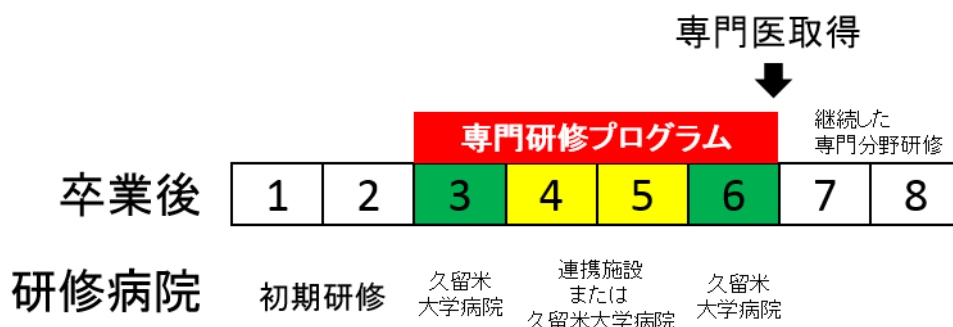 専門医取得
専門研修プログラム
継続した
専門分野研修
卒業後 1 2 3 4 5 6 7 8
研修病院 初期研修
久留米
大学病院
連携施設
または
久留米大学病院
久留米
大学病院